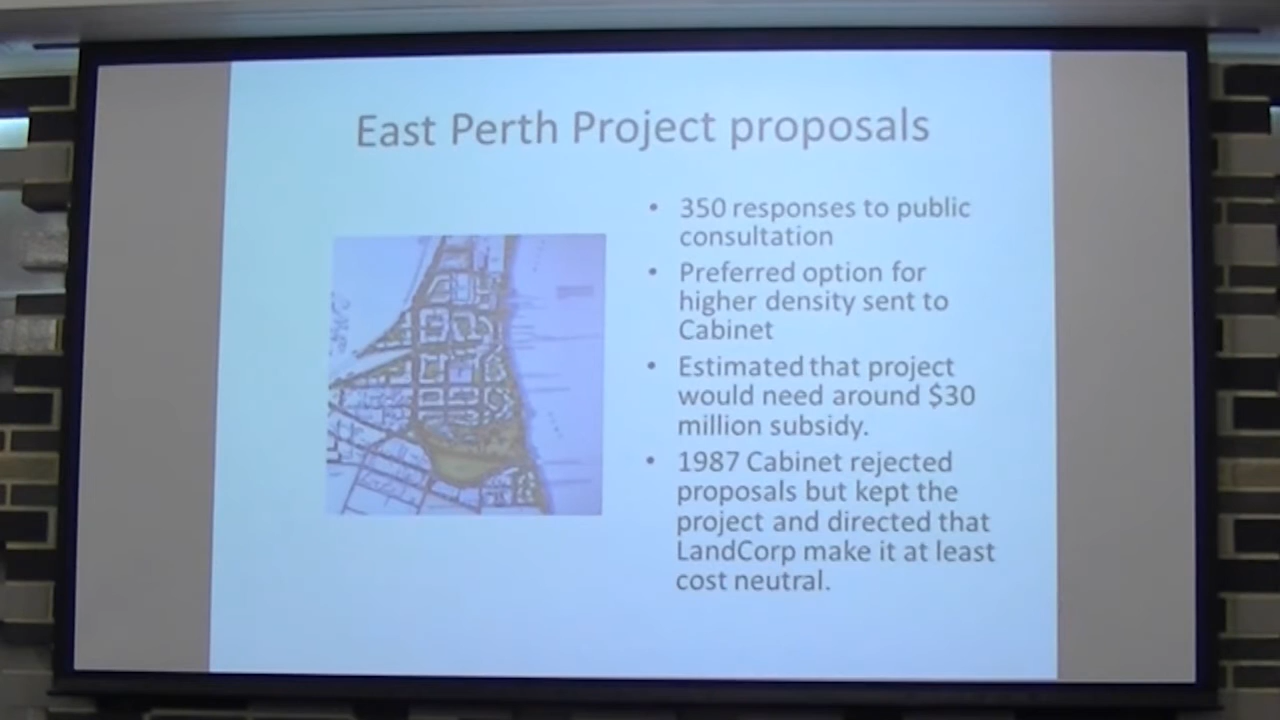 East Perth Project proposals
• 350 responses to public
consultation
• Preferred option for
higher density sent to
Cabinet
• Estimated that project
would need around $30
million subsidy.
• 1987 Cabinet rejected
proposals but kept the
project and directed that
LandCorp make it at least
cost neutral.